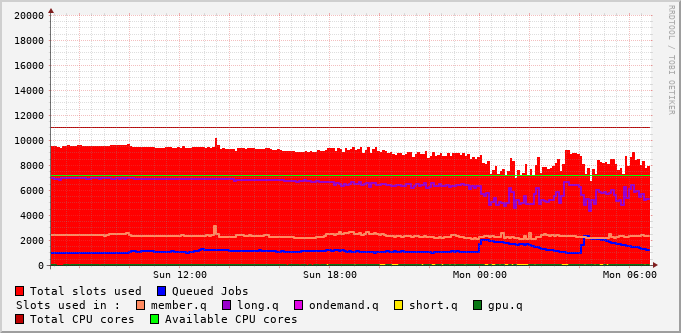 RRDTOOL / TOBI OETIKER
20000
18000
16000
14000
12000
10000
8000
6000
4000
2000
0
Sun 12:00 Sun 18:00 Mon 00:00 Mon 06:00
Total slots used Queued Jobs
Slots used in : member.q long.q ondemand.q short.q gpu.q
Total CPU cores Available CPU cores